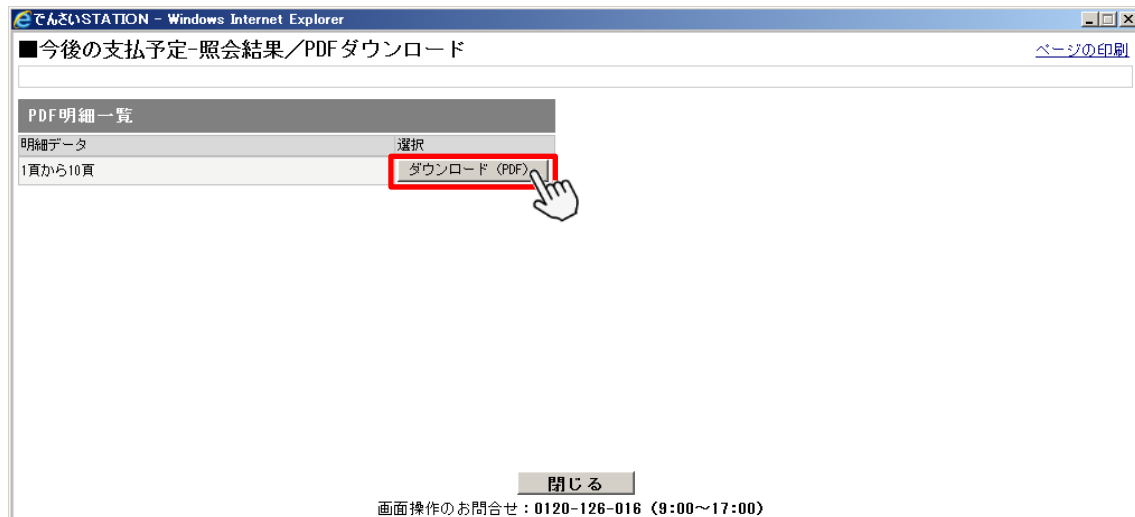 でんさいSTATION - Windows Internet Explorer
■今後の支払予定-照会結果／PDFダウンロード
ページの印刷
PDF明細一覧
明細データ 選択
1頁から10頁 ダウンロード (PDF)
閉じる
画面操作のお問合せ：0120-126-016 (9:00～17:00)